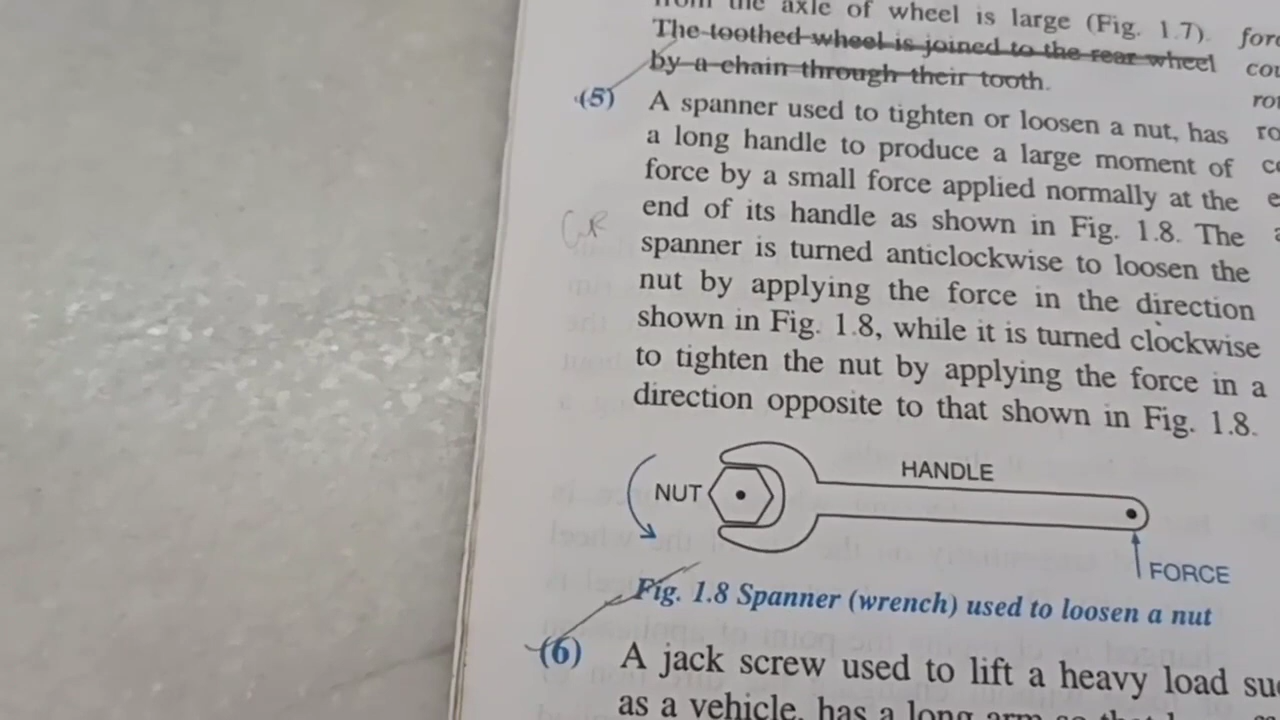 from the axle of wheel is large (Fig. 1.7).
The toothed wheel is joined to the rear wheel
by a chain through their tooth.
(5) A spanner used to tighten or loosen a nut, has
a long handle to produce a large moment of
force by a small force applied normally at the
end of its handle as shown in Fig. 1.8. The
spanner is turned anticlockwise to loosen the
nut by applying the force in the direction
shown in Fig. 1.8, while it is turned clockwise
to tighten the nut by applying the force in a
direction opposite to that shown in Fig. 1.8.
HANDLE
NUT
FORCE
Fig. 1.8 Spanner (wrench) used to loosen a nut
(6) A jack screw used to lift a heavy load
as a vehicle, has a long arm so that